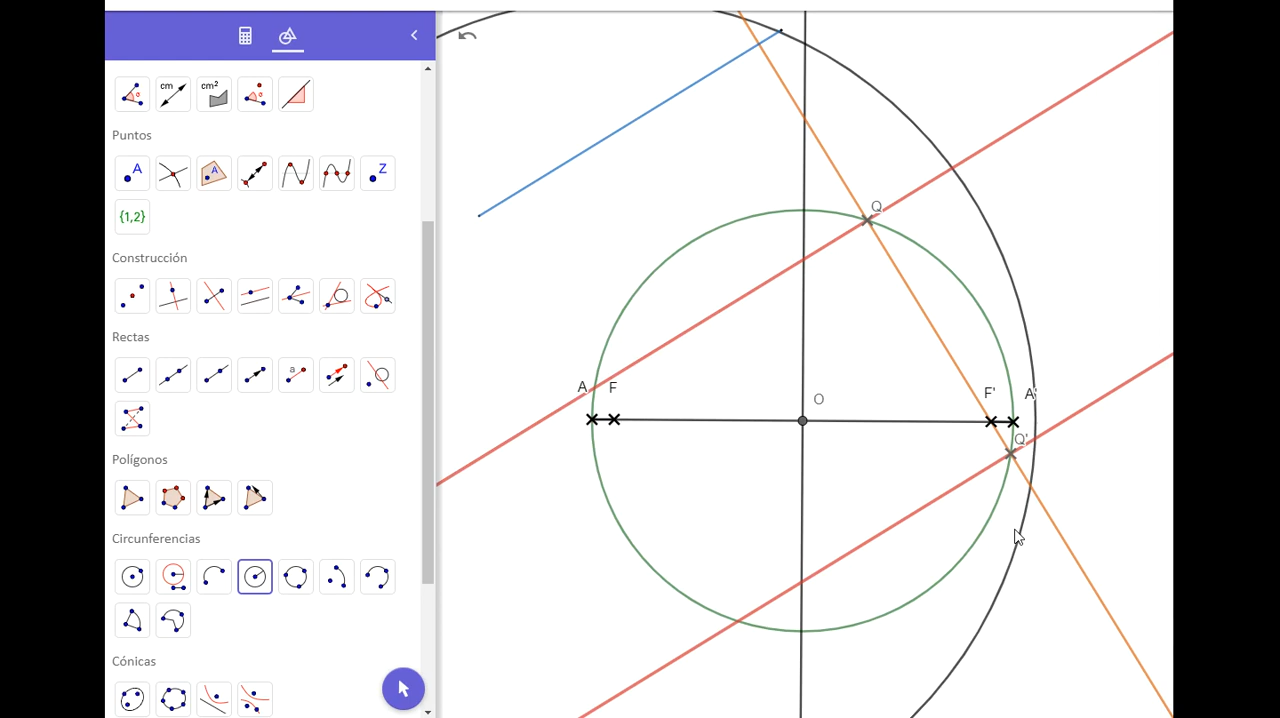 cm
cm²
Puntos
A
A
Z
{1,2}
Construcción
Rectas
a
Polígonos
Circunferencias
Cónicas
Q
A
F
F'
A'
O
Q'